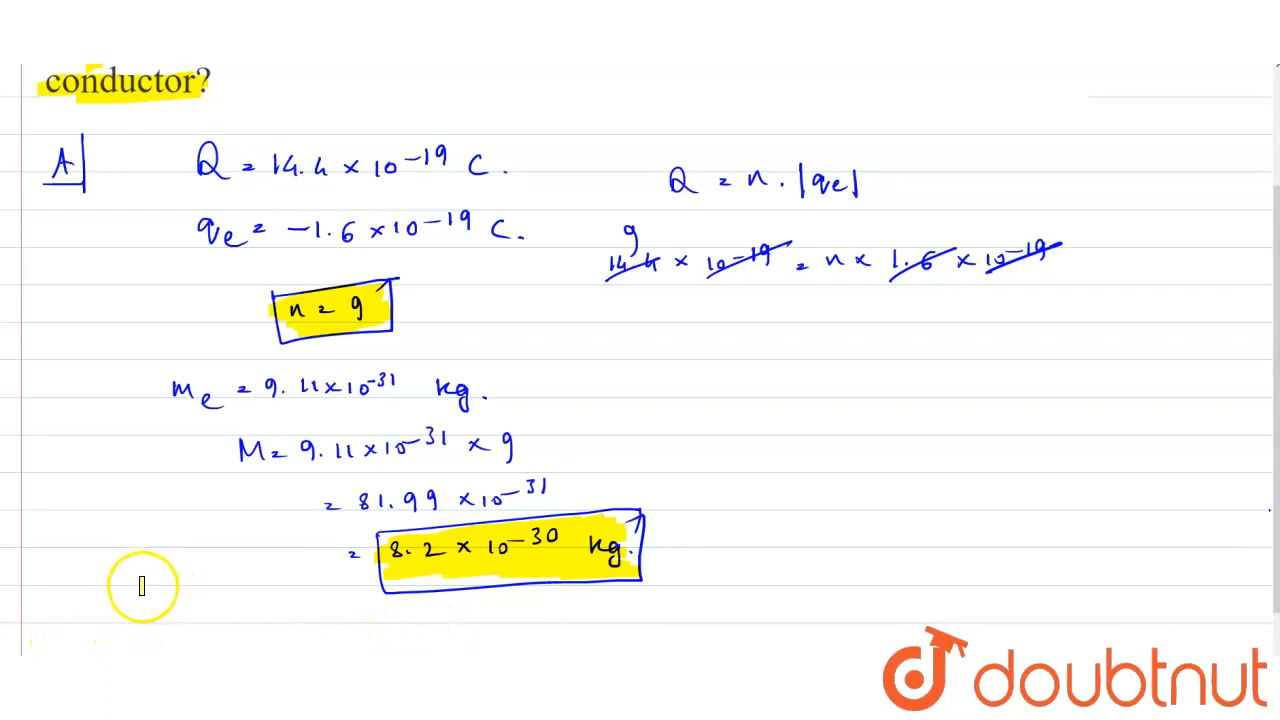 conductor?
A
Q = 14.4 × 10⁻¹⁹ C.
Q = n. |qe|
qe = -1.6 × 10⁻¹⁹ C.
9
14.4 × 10⁻¹⁹ = n × 1.6 × 10⁻¹⁹
n = 9
me = 9.11 × 10⁻³¹ kg.
M = 9.11 × 10⁻³¹ × 9
= 81.99 × 10⁻³¹
= 8.2 × 10⁻³⁰ kg.
doubtnut